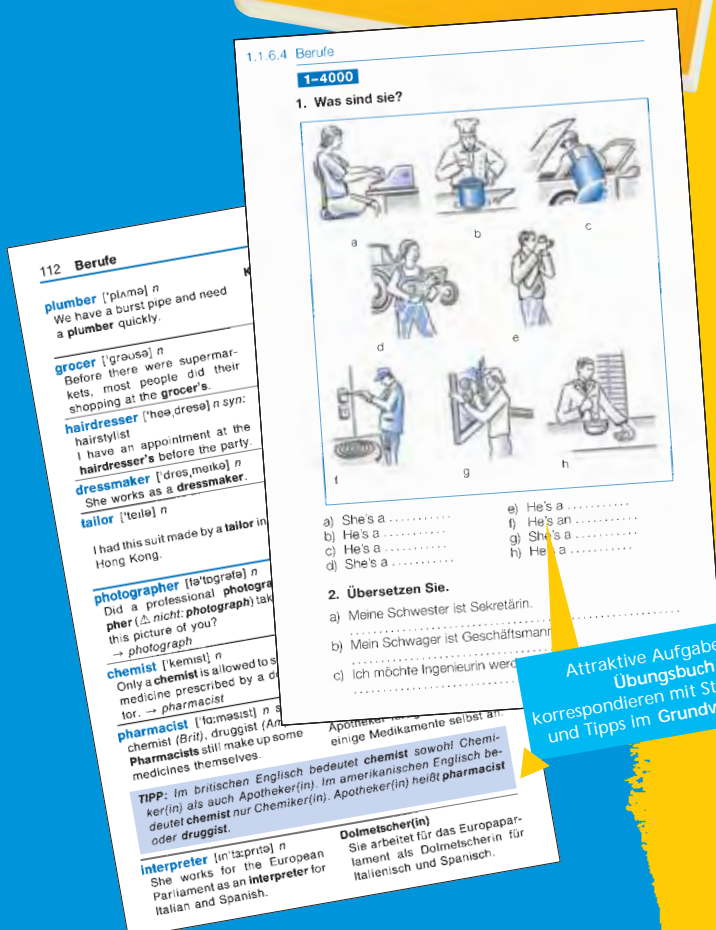 1.1.6.4 Berufe
1–4000
1. Was sind sie?
a
b
c
d
e
f
g
h
a) She's a ...........
b) He's a ...........
c) He's a ...........
d) She's a ...........
e) He's a ...........
f) He's an ...........
g) She's a ...........
h) He's a ...........
2. Übersetzen Sie.
a) Meine Schwester ist Sekretärin.
b) Mein Schwager ist Geschäftsmann
c) Ich möchte Ingenieurin werd
112 Berufe
plumber ['plʌmə] n
We have a burst pipe and need
a plumber quickly.
grocer ['grəʊsə] n
Before there were supermar-
kets, most people did their
shopping at the grocer's.
hairdresser ['heə,dresə] n syn:
hairstylist
I have an appointment at the
hairdresser's before the party.
dressmaker ['dres,meɪkə] n
She works as a dressmaker.
tailor ['teɪlə] n
I had this suit made by a tailor in
Hong Kong.
photographer [fə'tɒgrəfə] n
Did a professional photogra
pher (⚠ nicht: photograph) tak
this picture of you?
→ photograph
chemist ['kemɪst] n
Only a chemist is allowed to s
medicine prescribed by a do
tor. → pharmacist
pharmacist ['fɑ:məsɪst] n s
chemist (Brit), druggist (Am
Pharmacists still make up some
medicines themselves.
einige Medikamente selbst an.
TIPP: Im britischen Englisch bedeutet chemist sowohl Chemi-
ker(in) als auch Apotheker(in). Im amerikanischen Englisch be-
deutet chemist nur Chemiker(in). Apotheker(in) heißt pharmacist
oder druggist.
interpreter [ɪn'tɜ:prɪtə] n
She works for the European
Parliament as an interpreter for
Italian and Spanish.
Dolmetscher(in)
Sie arbeitet für das Europapar-
lament als Dolmetscherin für
Italienisch und Spanisch.
Attraktive Aufgabe
Übungsbuch
korrespondieren mit St
und Tipps im Grundw